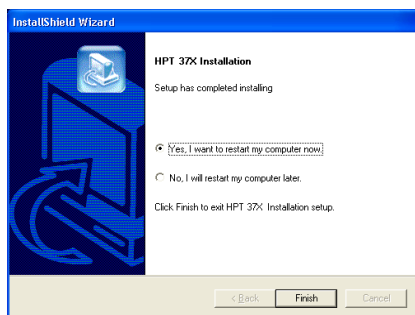 InstallShield Wizard
HPT 37X Installation
Setup has completed installing
Yes, I want to restart my computer now.
No, I will restart my computer later.
Click Finish to exit HPT 37X Installation setup.
< Back
Finish
Cancel